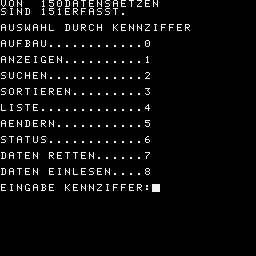 VON  150DATENSAETZEN
SIND 151ERFASST.
AUSWAHL DURCH KENNZIFFER
AUFBAU............0
ANZEIGEN..........1
SUCHEN............2
SORTIEREN.........3
LISTE.............4
AENDERN...........5
STATUS............6
DATEN RETTEN......7
DATEN EINLESEN....8
EINGABE KENNZIFFER: